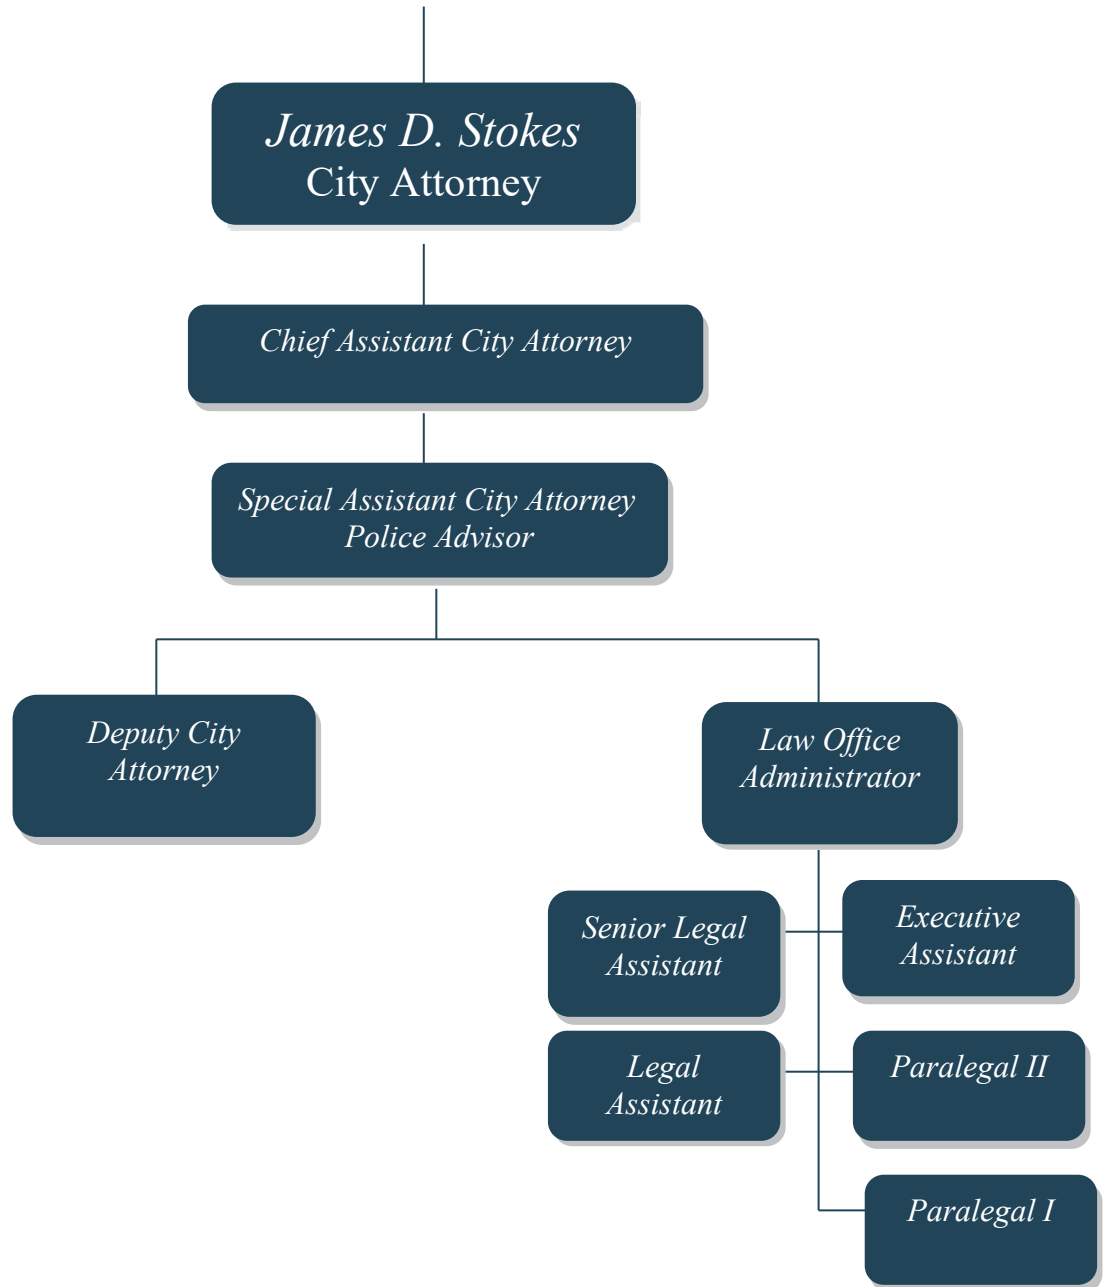 James D. Stokes
City Attorney
Chief Assistant City Attorney
Special Assistant City Attorney
Police Advisor
Deputy City
Attorney
Law Office
Administrator
Senior Legal
Assistant
Executive
Assistant
Legal
Assistant
Paralegal II
Paralegal I